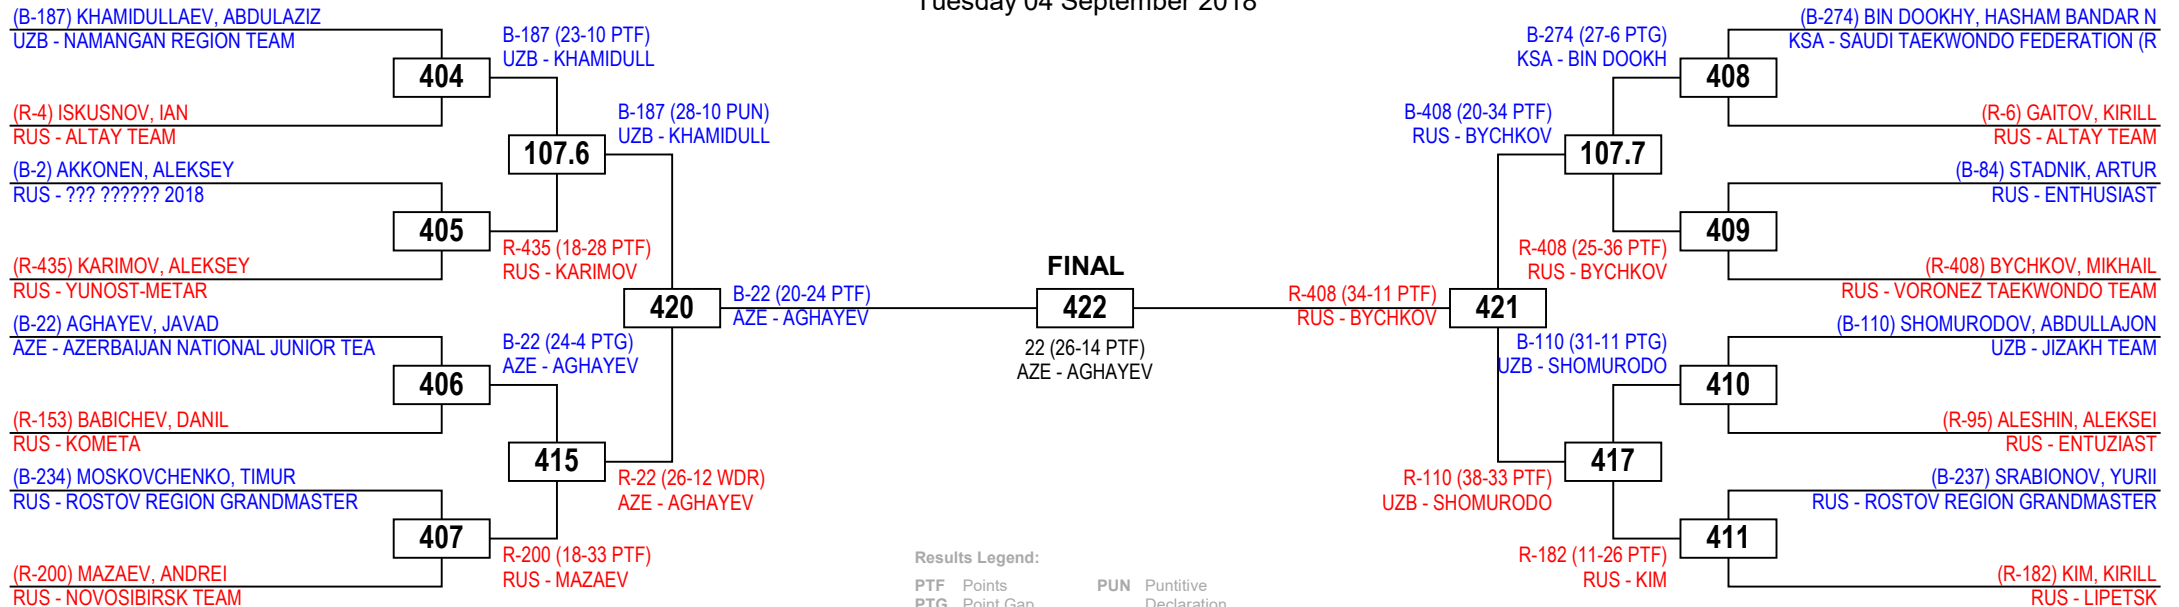 Tuesday 04 September 2018
(B-187) KHAMIDULLAEV, ABDULAZIZ
UZB - NAMANGAN REGION TEAM
404
(R-4) ISKUSNOV, IAN
RUS - ALTAY TEAM
B-187 (23-10 PTF)
UZB - KHAMIDULL
107.6
(B-2) AKKONEN, ALEKSEY
RUS - ??? ?????? 2018
405
(R-435) KARIMOV, ALEKSEY
RUS - YUNOST-METAR
R-435 (18-28 PTF)
RUS - KARIMOV
B-187 (28-10 PUN)
UZB - KHAMIDULL
420
(B-22) AGHAYEV, JAVAD
AZE - AZERBAIJAN NATIONAL JUNIOR TEA
406
(R-153) BABICHEV, DANIL
RUS - KOMETA
B-22 (24-4 PTG)
AZE - AGHAYEV
415
(B-234) MOSKOVCHENKO, TIMUR
RUS - ROSTOV REGION GRANDMASTER
407
(R-200) MAZAEV, ANDREI
RUS - NOVOSIBIRSK TEAM
R-200 (18-33 PTF)
RUS - MAZAEV
R-22 (26-12 WDR)
AZE - AGHAYEV
B-22 (20-24 PTF)
AZE - AGHAYEV
FINAL
422
22 (26-14 PTF)
AZE - AGHAYEV
R-408 (34-11 PTF)
RUS - BYCHKOV
421
B-408 (20-34 PTF)
RUS - BYCHKOV
107.7
B-274 (27-6 PTG)
KSA - BIN DOOKH
408
(B-274) BIN DOOKHY, HASHAM BANDAR N
KSA - SAUDI TAEKWONDO FEDERATION (R
(R-6) GAITOV, KIRILL
RUS - ALTAY TEAM
(B-84) STADNIK, ARTUR
RUS - ENTHUSIAST
409
R-408 (25-36 PTF)
RUS - BYCHKOV
(R-408) BYCHKOV, MIKHAIL
RUS - VORONEZ TAEKWONDO TEAM
(B-110) SHOMURODOV, ABDULLAJON
UZB - JIZAKH TEAM
B-110 (31-11 PTG)
UZB - SHOMURODO
410
(R-95) ALESHIN, ALEKSEI
RUS - ENTUZIAST
417
R-110 (38-33 PTF)
UZB - SHOMURODO
(B-237) SRABIONOV, YURII
RUS - ROSTOV REGION GRANDMASTER
411
R-182 (11-26 PTF)
RUS - KIM
(R-182) KIM, KIRILL
RUS - LIPETSK
Results Legend:
PTF Points PUN Puntitive
PTG Point Gap Declaration